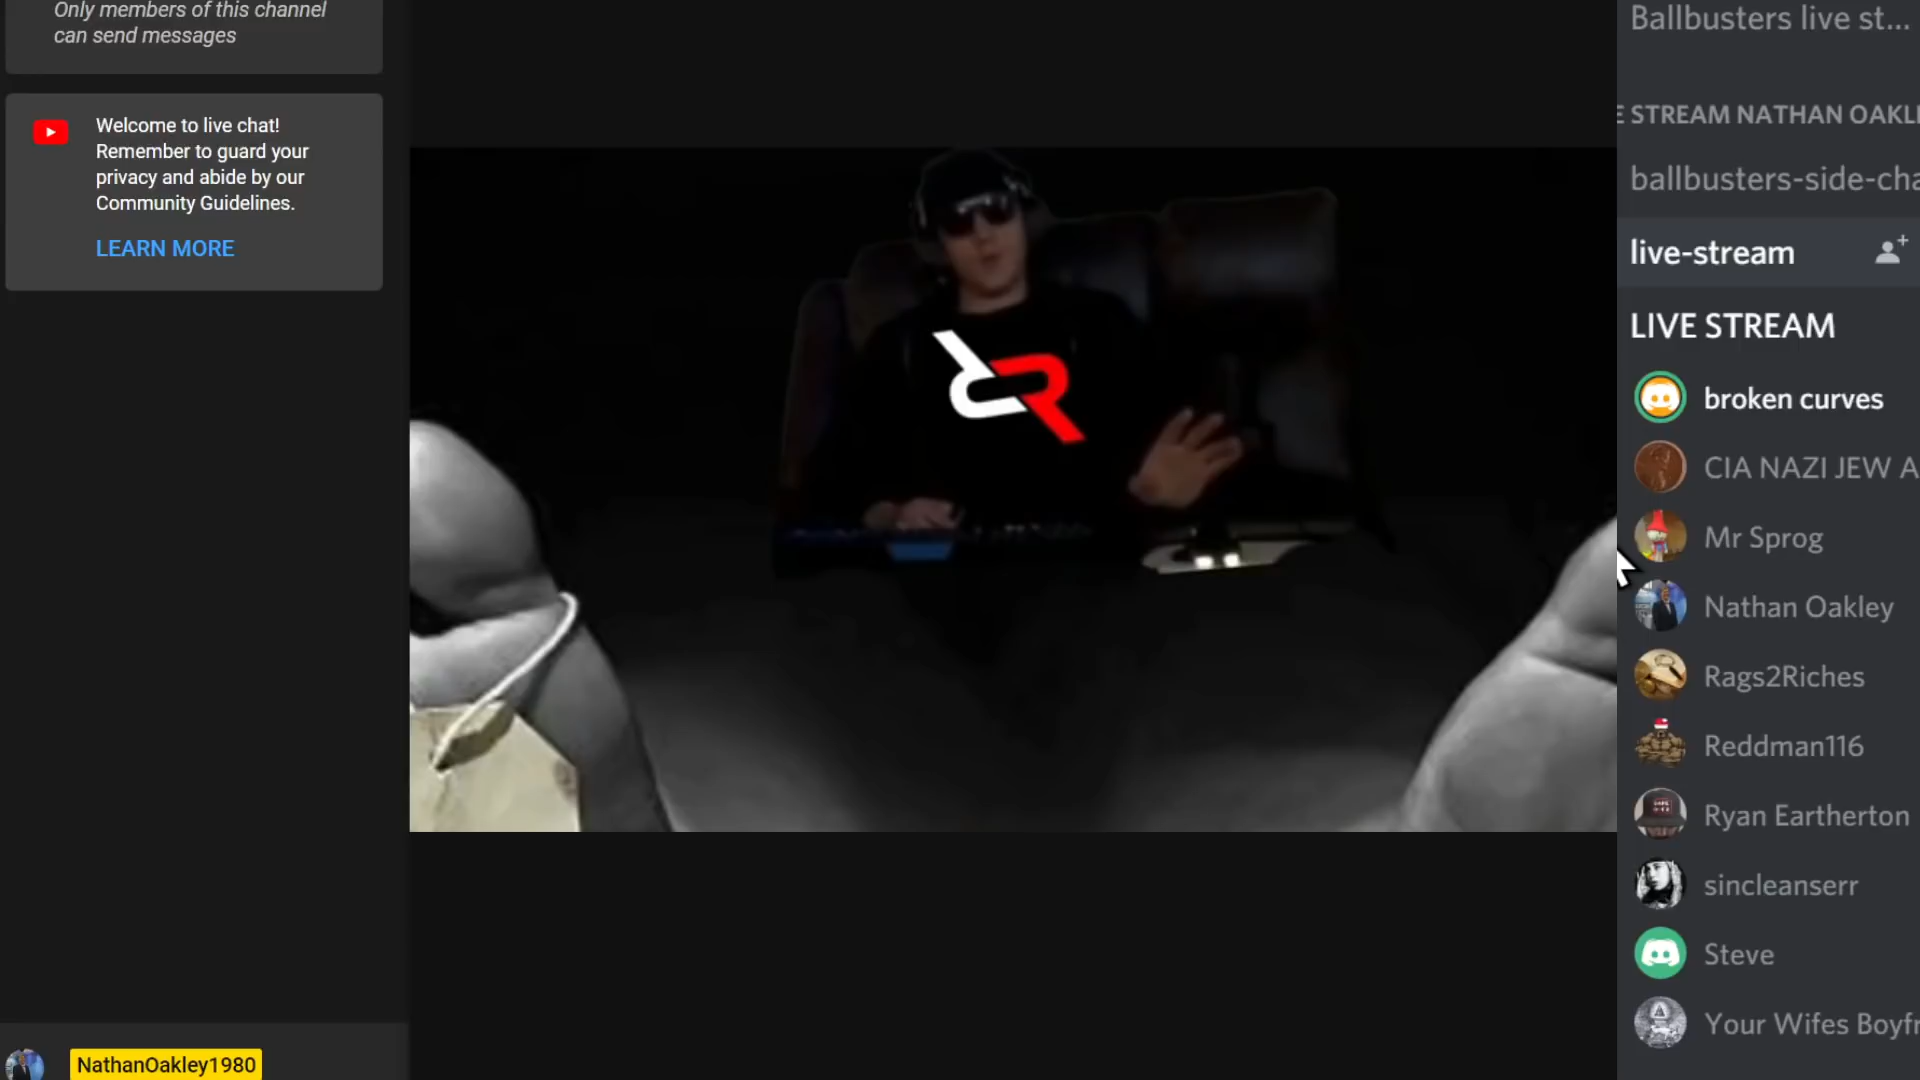 Only members of this channel
can send messages
Welcome to live chat!
Remember to guard your
privacy and abide by our
Community Guidelines.
LEARN MORE
NathanOakley1980
Ballbusters live st...
E STREAM NATHAN OAKL
ballbusters-side-cha
live-stream
LIVE STREAM
broken curves
CIA NAZI JEW A
Mr Sprog
Nathan Oakley
Rags2Riches
Reddman116
Ryan Eartherton
sincleanserr
Steve
Your Wifes Boyfr